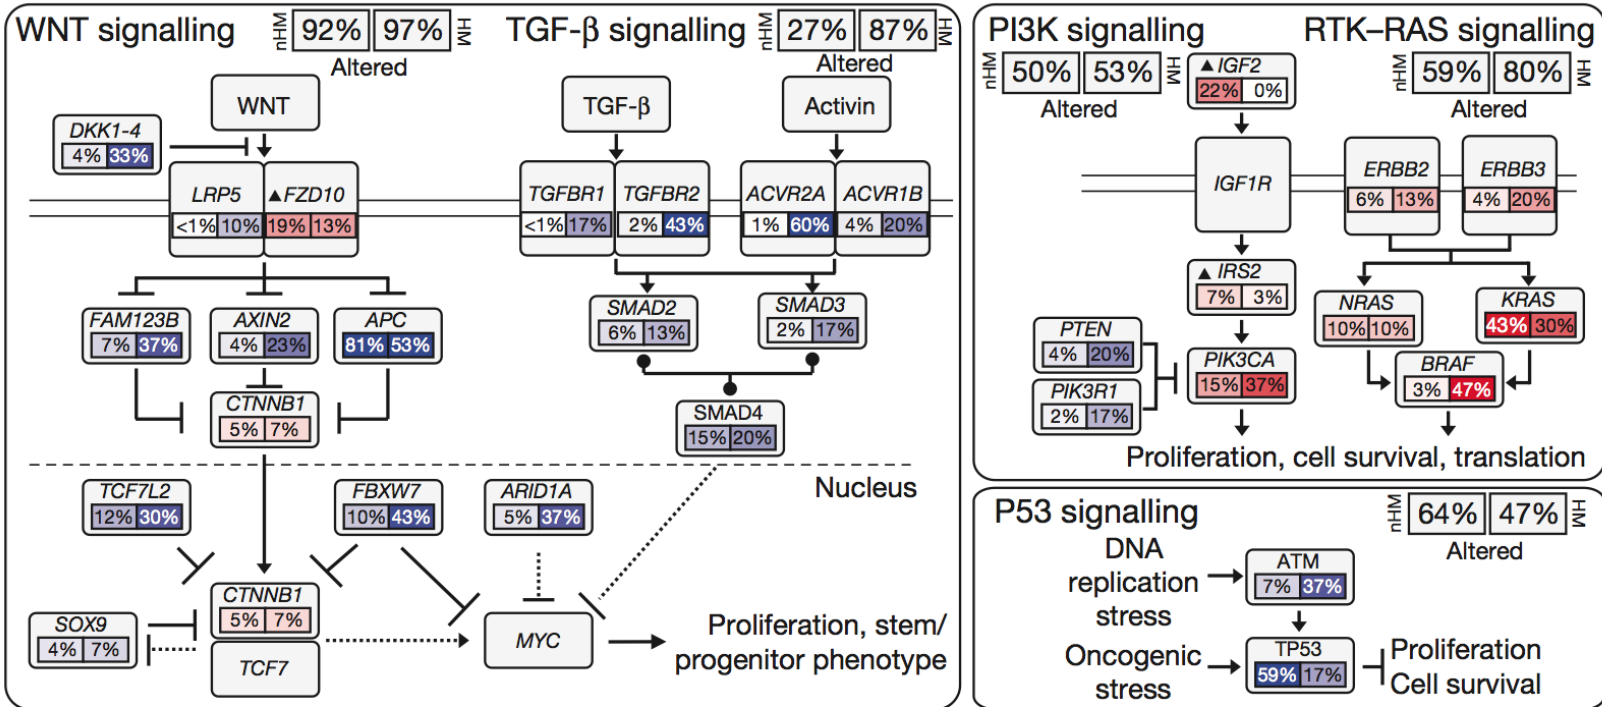 WNT signalling
nHM 92% 97% HM
Altered
TGF-β signalling
nHM 27% 87% HM
Altered
WNT
TGF-β
Activin
DKK1-4
4% 33%
LRP5
<1% 10%
▲FZD10
19% 13%
TGFBR1
<1% 17%
TGFBR2
2% 43%
ACVR2A
1% 60%
ACVR1B
4% 20%
FAM123B
7% 37%
AXIN2
4% 23%
APC
81% 53%
SMAD2
6% 13%
SMAD3
2% 17%
CTNNB1
5% 7%
SMAD4
15% 20%
Nucleus
TCF7L2
12% 30%
FBXW7
10% 43%
ARID1A
5% 37%
CTNNB1
5% 7%
SOX9
4% 7%
TCF7
MYC
Proliferation, stem/
progenitor phenotype
PI3K signalling
nHM 50% 53% HM
Altered
RTK–RAS signalling
nHM 59% 80% HM
Altered
▲IGF2
22% 0%
IGF1R
ERBB2
6% 13%
ERBB3
4% 20%
▲IRS2
7% 3%
NRAS
10% 10%
KRAS
43% 30%
PTEN
4% 20%
PIK3R1
2% 17%
PIK3CA
15% 37%
BRAF
3% 47%
Proliferation, cell survival, translation
P53 signalling
nHM 64% 47% HM
Altered
DNA
replication
stress
ATM
7% 37%
Oncogenic
stress
TP53
59% 17%
Proliferation
Cell survival